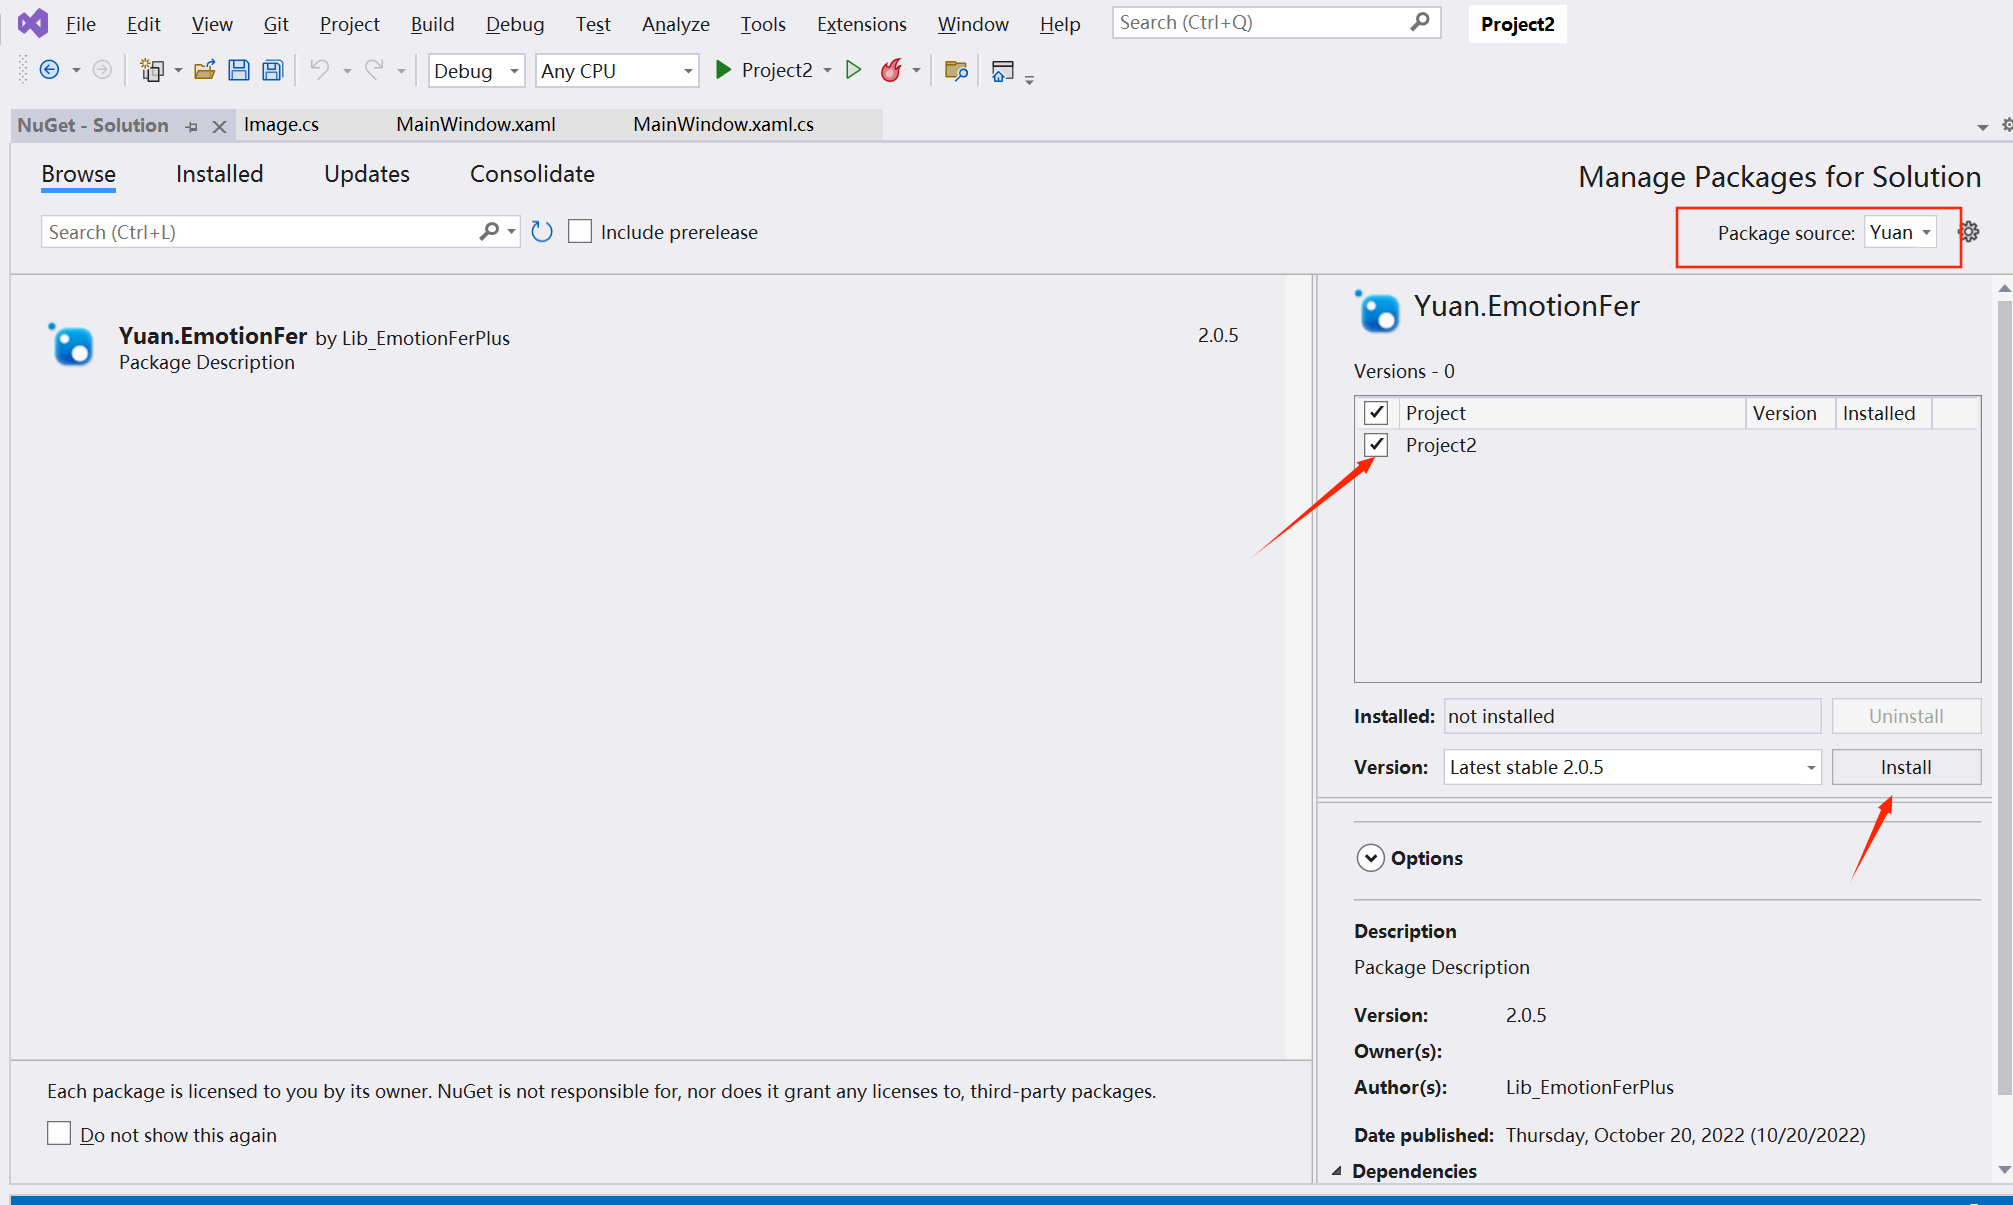 File Edit View Git Project Build Debug Test Analyze Tools Extensions Window Help Search (Ctrl+Q) Project2
Debug Any CPU Project2
NuGet - Solution Image.cs MainWindow.xaml MainWindow.xaml.cs
Browse Installed Updates Consolidate
Manage Packages for Solution
Search (Ctrl+L) Include prerelease
Package source: Yuan
Yuan.EmotionFer by Lib_EmotionFerPlus 2.0.5
Package Description
Yuan.EmotionFer
Versions - 0
Project Version Installed
Project2
Installed: not installed Uninstall
Version: Latest stable 2.0.5 Install
Options
Description
Package Description
Version: 2.0.5
Owner(s):
Author(s): Lib_EmotionFerPlus
Date published: Thursday, October 20, 2022 (10/20/2022)
Dependencies
Each package is licensed to you by its owner. NuGet is not responsible for, nor does it grant any licenses to, third-party packages.
Do not show this again